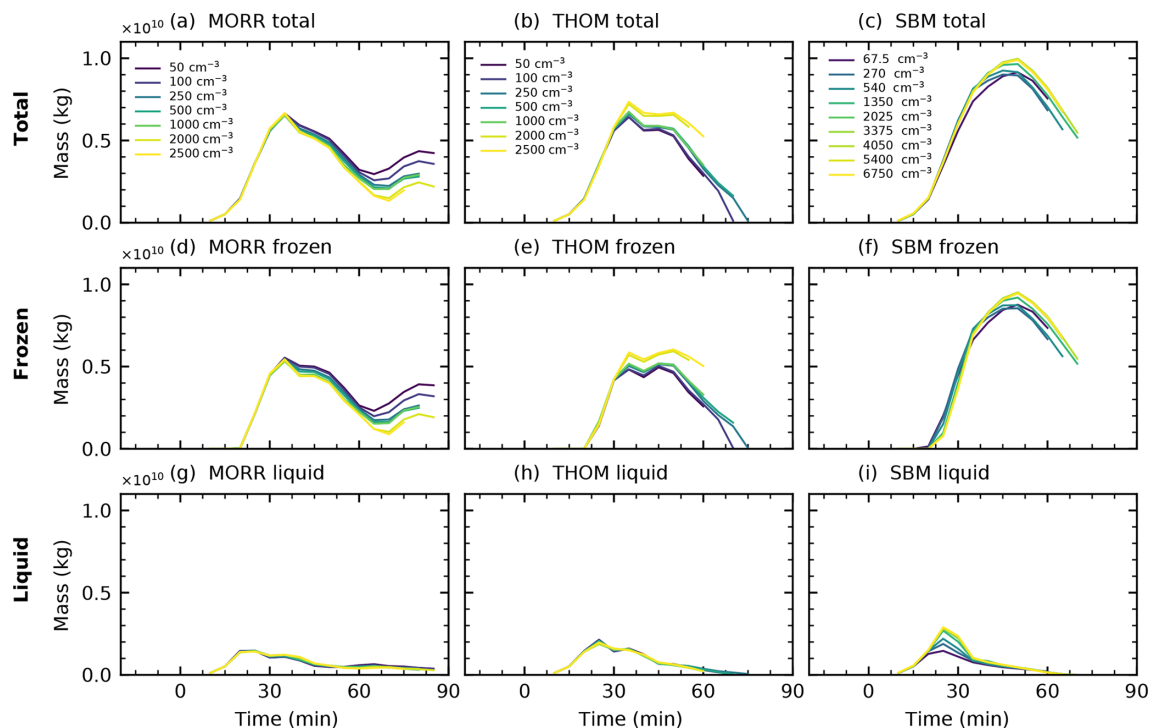 (a) MORR total
(b) THOM total
(c) SBM total
×10¹⁰
1.0
0.5
0.0
Total
Mass (kg)
50 cm⁻³
100 cm⁻³
250 cm⁻³
500 cm⁻³
1000 cm⁻³
2000 cm⁻³
2500 cm⁻³
50 cm⁻³
100 cm⁻³
250 cm⁻³
500 cm⁻³
1000 cm⁻³
2000 cm⁻³
2500 cm⁻³
67.5 cm⁻³
270 cm⁻³
540 cm⁻³
1350 cm⁻³
2025 cm⁻³
3375 cm⁻³
4050 cm⁻³
5400 cm⁻³
6750 cm⁻³
(d) MORR frozen
(e) THOM frozen
(f) SBM frozen
×10¹⁰
1.0
0.5
0.0
Frozen
Mass (kg)
(g) MORR liquid
(h) THOM liquid
(i) SBM liquid
×10¹⁰
1.0
0.5
0.0
Liquid
Mass (kg)
0 30 60 90
0 30 60 90
0 30 60 90
Time (min)
Time (min)
Time (min)